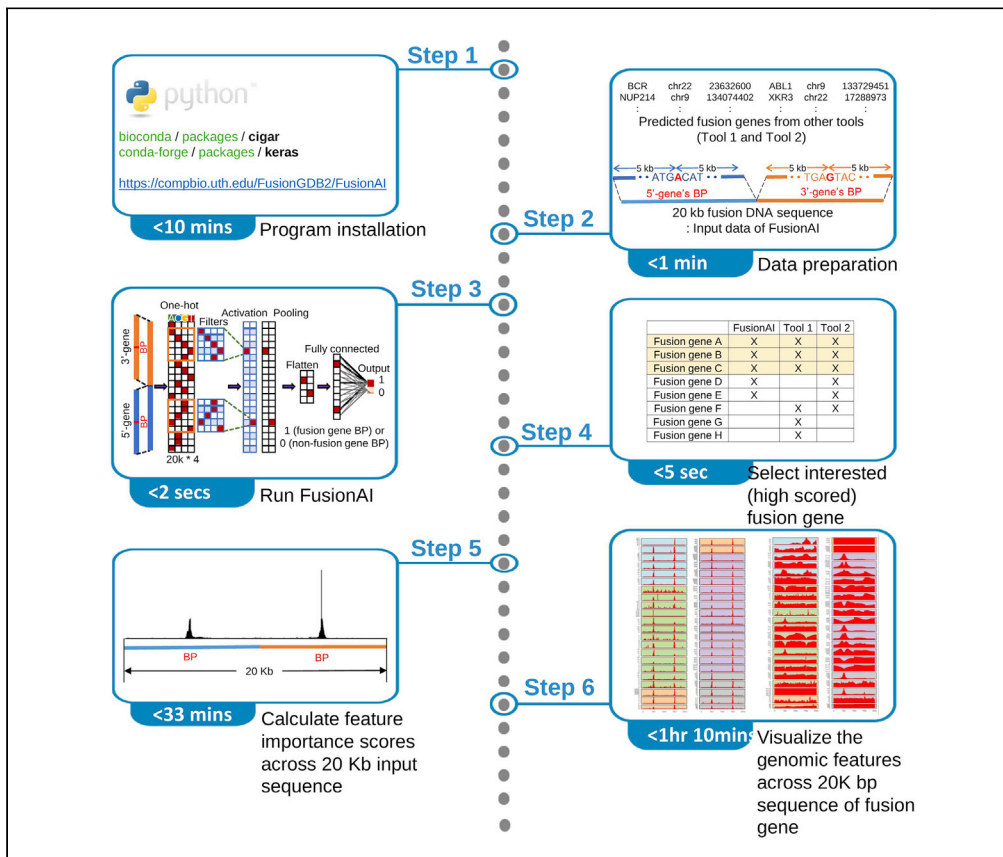 Step 1
python
bioconda / packages / cigar
conda-forge / packages / keras
https://compbio.uth.edu/FusionGDB2/FusionAI
<10 mins
Program installation
Step 2
BCR chr22 23632600 ABL1 chr9 133729451
NUP214 chr9 134074402 XKR3 chr22 17288973
: : : :
Predicted fusion genes from other tools
(Tool 1 and Tool 2)
5 kb 5 kb 5 kb 5 kb
ATGACAT TGAGTAC
5'-gene's BP 3'-gene's BP
20 kb fusion DNA sequence
: Input data of FusionAI
<1 min
Data preparation
Step 3
One-hot
ACGT
Filters
Activation
Pooling
3'-gene
BP
5'-gene
BP
Flatten
Fully connected
Output
1
0
1 (fusion gene BP) or
0 (non-fusion gene BP)
20k * 4
<2 secs
Run FusionAI
Step 4
FusionAI Tool 1 Tool 2
Fusion gene A X X X
Fusion gene B X X X
Fusion gene C X X X
Fusion gene D X X
Fusion gene E X X
Fusion gene F X X
Fusion gene G X
Fusion gene H X
<5 sec
Select interested
(high scored)
fusion gene
Step 5
BP BP
20 Kb
<33 mins
Calculate feature
importance scores
across 20 Kb input
sequence
Step 6
<1hr 10mins
Visualize the
genomic features
across 20K bp
sequence of fusion
gene